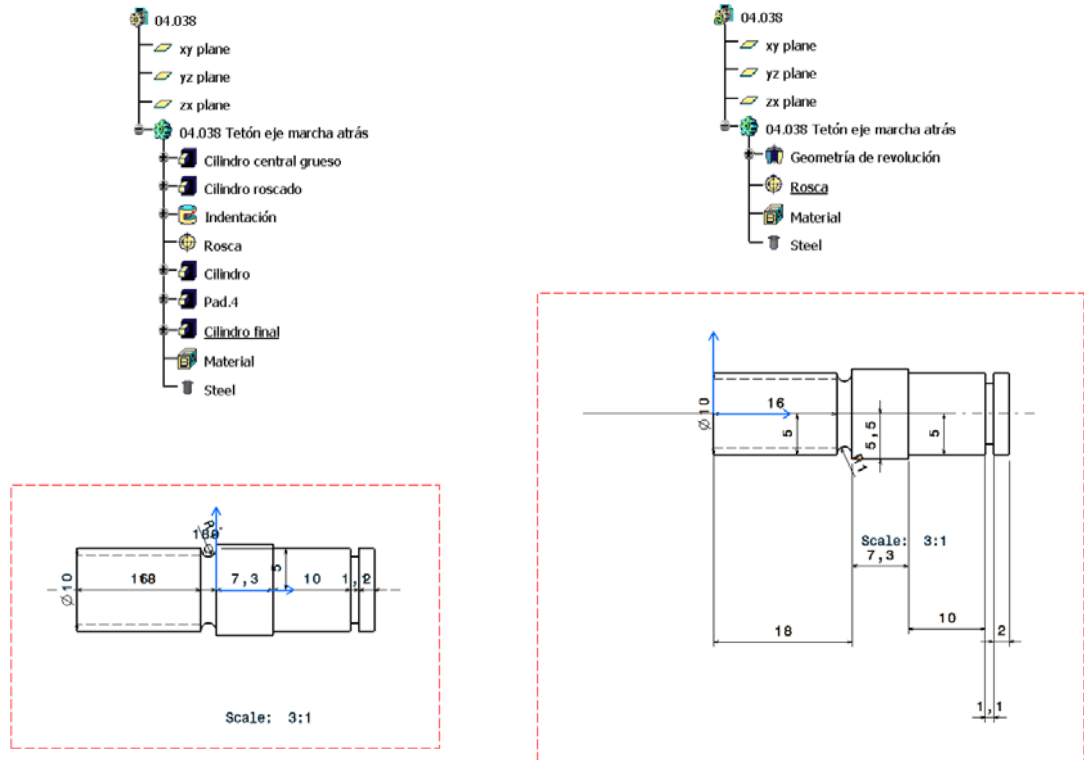 04.038
xy plane
yz plane
zx plane
04.038 Tetón eje marcha atrás
Cilindro central grueso
Cilindro roscado
Indentación
Rosca
Cilindro
Pad.4
Cilindro final
Material
Steel
04.038
xy plane
yz plane
zx plane
04.038 Tetón eje marcha atrás
Geometría de revolución
Rosca
Material
Steel
Ø10
7,3
5
10
2
Scale: 3:1
Ø10
16
5
5,5
5
Scale: 3:1
7,3
18
10
2
1,1